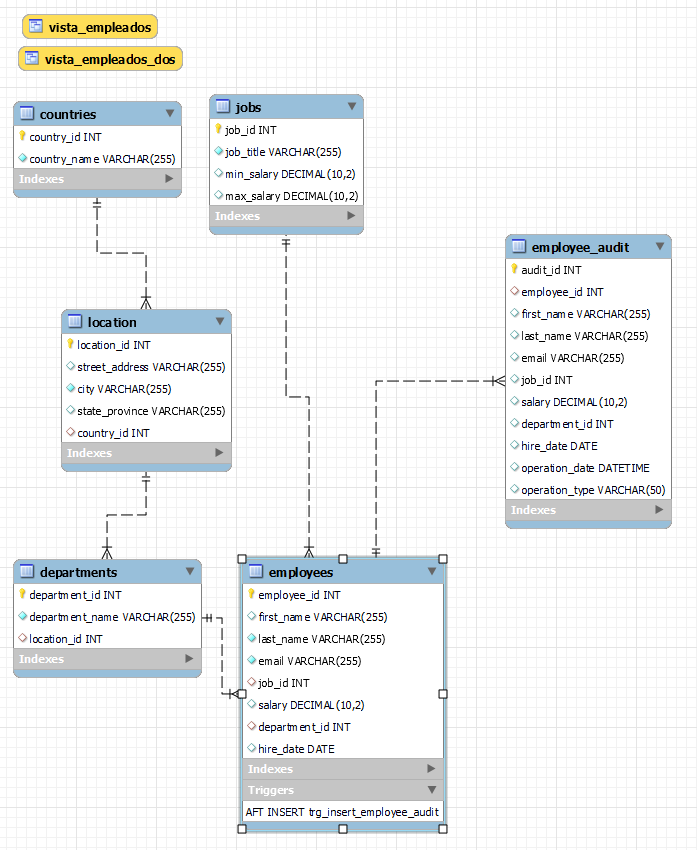 vista_empleados
vista_empleados_dos
countries
country_id INT
country_name VARCHAR(255)
Indexes
jobs
job_id INT
job_title VARCHAR(255)
min_salary DECIMAL(10,2)
max_salary DECIMAL(10,2)
Indexes
employee_audit
audit_id INT
employee_id INT
first_name VARCHAR(255)
last_name VARCHAR(255)
email VARCHAR(255)
job_id INT
salary DECIMAL(10,2)
department_id INT
hire_date DATE
operation_date DATETIME
operation_type VARCHAR(50)
Indexes
location
location_id INT
street_address VARCHAR(255)
city VARCHAR(255)
state_province VARCHAR(255)
country_id INT
Indexes
departments
department_id INT
department_name VARCHAR(255)
location_id INT
Indexes
employees
employee_id INT
first_name VARCHAR(255)
last_name VARCHAR(255)
email VARCHAR(255)
job_id INT
salary DECIMAL(10,2)
department_id INT
hire_date DATE
Indexes
Triggers
AFT INSERT trg_insert_employee_audit